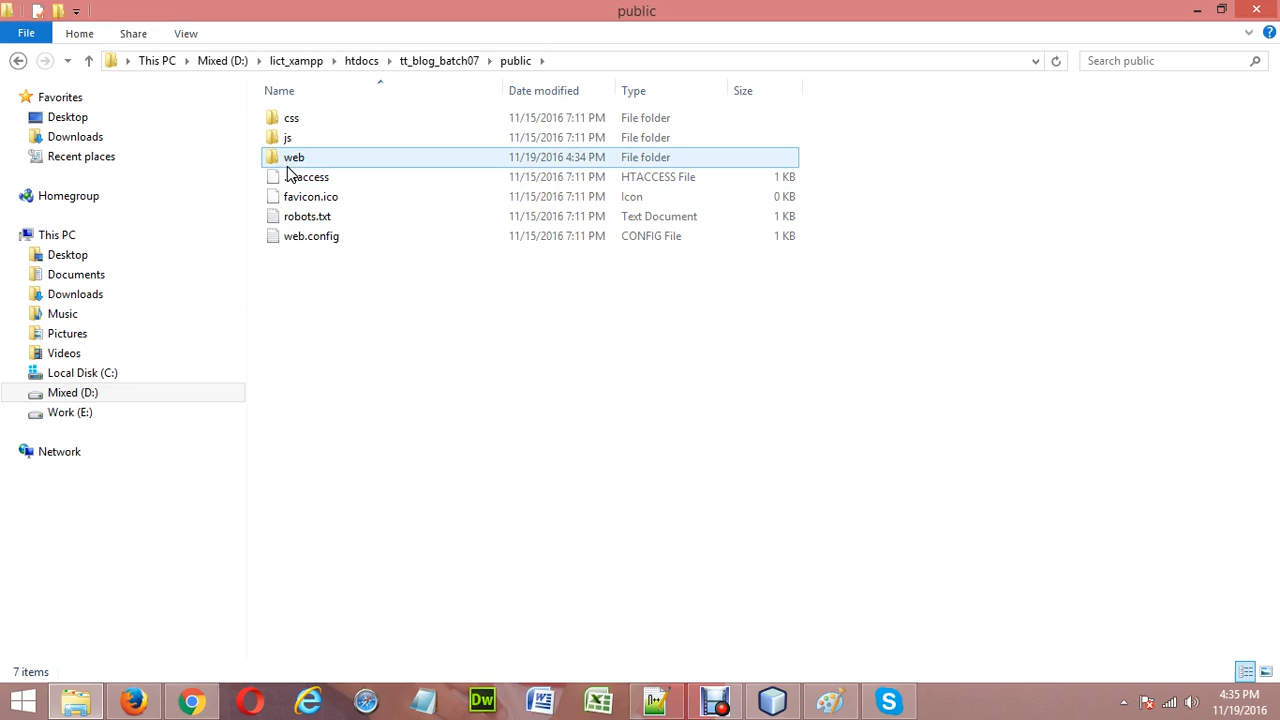 public
File Home Share View
This PC Mixed (D:) lict_xampp htdocs tt_blog_batch07 public Search public
Name Date modified Type Size
Favorites
Desktop
Downloads
Recent places
Homegroup
This PC
Desktop
Documents
Downloads
Music
Pictures
Videos
Local Disk (C:)
Mixed (D:)
Work (E:)
Network
css 11/15/2016 7:11 PM File folder
js 11/15/2016 7:11 PM File folder
web 11/19/2016 4:34 PM File folder
access 11/15/2016 7:11 PM HTACCESS File 1 KB
favicon.ico 11/15/2016 7:11 PM Icon 0 KB
robots.txt 11/15/2016 7:11 PM Text Document 1 KB
web.config 11/15/2016 7:11 PM CONFIG File 1 KB
7 items
Dw
4:35 PM
11/19/2016